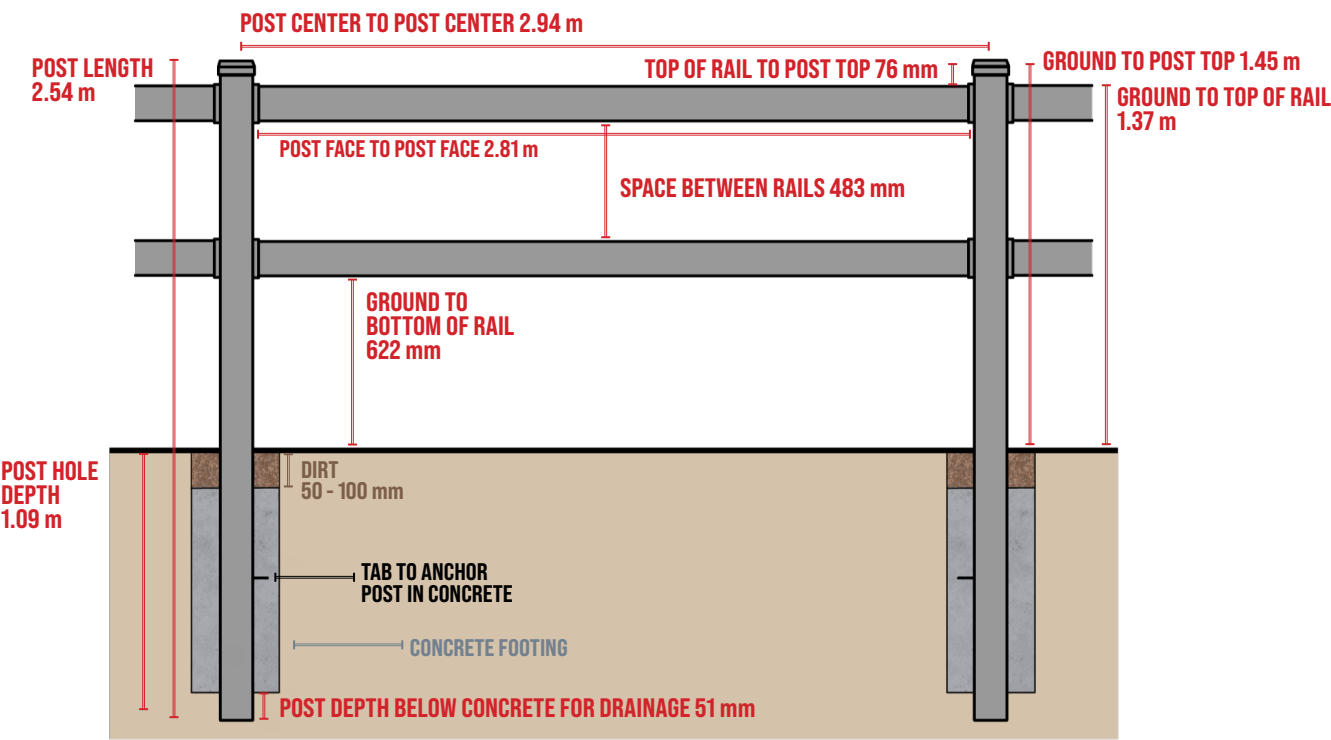 POST CENTER TO POST CENTER 2.94 m
POST LENGTH
2.54 m
TOP OF RAIL TO POST TOP 76 mm
GROUND TO POST TOP 1.45 m
GROUND TO TOP OF RAIL
1.37 m
POST FACE TO POST FACE 2.81 m
SPACE BETWEEN RAILS 483 mm
GROUND TO
BOTTOM OF RAIL
622 mm
POST HOLE
DEPTH
1.09 m
DIRT
50 - 100 mm
TAB TO ANCHOR
POST IN CONCRETE
CONCRETE FOOTING
POST DEPTH BELOW CONCRETE FOR DRAINAGE 51 mm